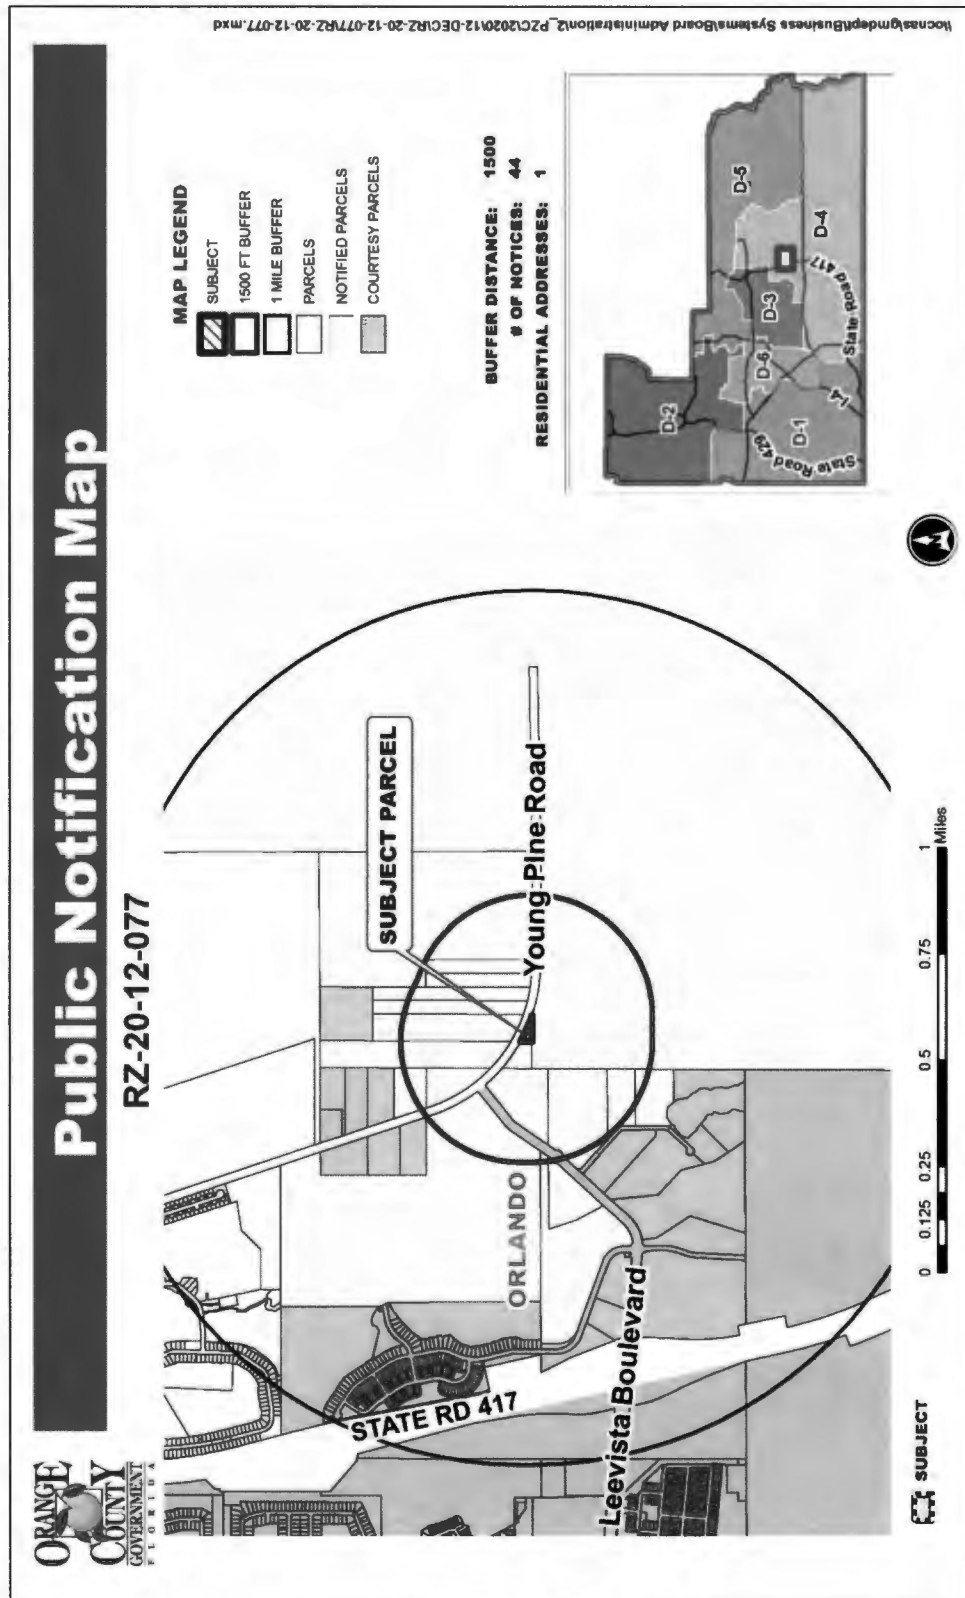 \\ocnas\gmdept\Business Systems\Board Administration\2_PZC\2020\12-DEC\RZ-20-12-077\RZ-20-12-077.mxd
ORANGE
COUNTY
GOVERNMENT
FLORIDA
Public Notification Map
RZ-20-12-077
SUBJECT PARCEL
Young Pine Road
ORLANDO
STATE RD 417
Leevista Boulevard
MAP LEGEND
SUBJECT
1500 FT BUFFER
1 MILE BUFFER
PARCELS
NOTIFIED PARCELS
COURTESY PARCELS
BUFFER DISTANCE: 1500
# OF NOTICES: 44
RESIDENTIAL ADDRESSES: 1
D-2
D-5
D-3
D-6
D-4
D-1
State Road 429
I-4
State Road 417
SUBJECT
0 0.125 0.25 0.5 0.75 1
Miles